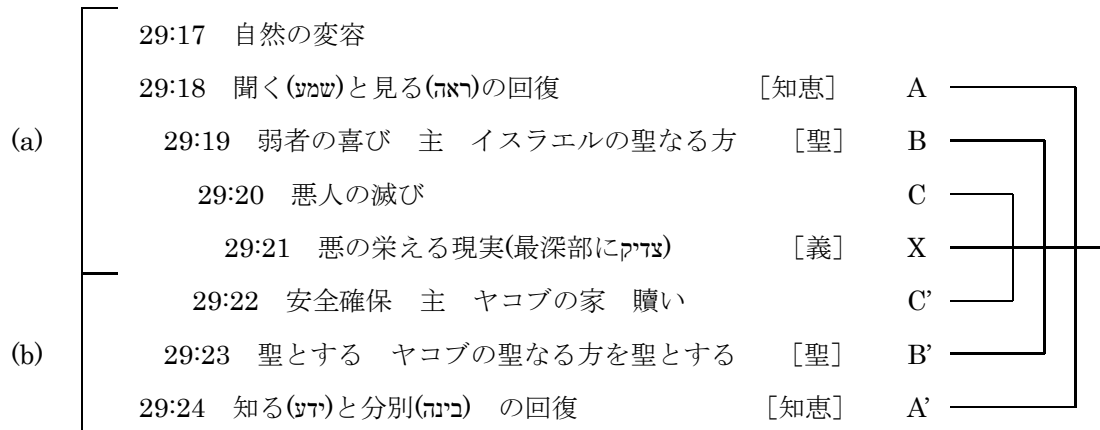 29:17 自然の変容
29:18 聞く(שמע)と見る(ראה)の回復 [知恵] A
(a) 29:19 弱者の喜び 主 イスラエルの聖なる方 [聖] B
29:20 悪人の滅び C
29:21 悪の栄える現実(最深部にצדיק) [義] X
29:22 安全確保 主 ヤコブの家 贖い C’
(b) 29:23 聖とする ヤコブの聖なる方を聖とする [聖] B’
29:24 知る(ידע)と分別(בינה) の回復 [知恵] A’